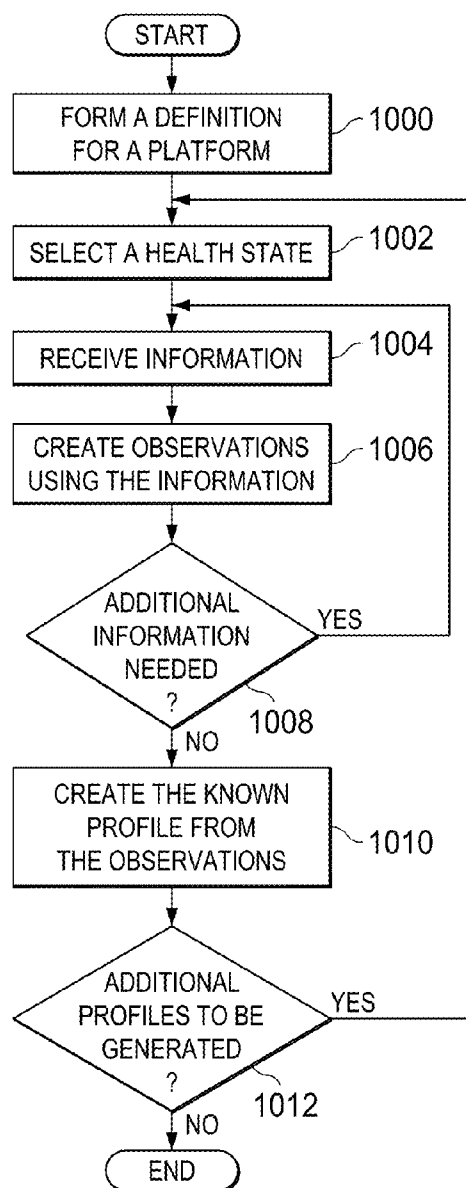 START
FORM A DEFINITION
FOR A PLATFORM
1000
SELECT A HEALTH STATE
1002
RECEIVE INFORMATION
1004
CREATE OBSERVATIONS
USING THE INFORMATION
1006
ADDITIONAL
INFORMATION
NEEDED
?
YES
1008
NO
CREATE THE KNOWN
PROFILE FROM
THE OBSERVATIONS
1010
ADDITIONAL
PROFILES TO BE
GENERATED
?
YES
1012
NO
END